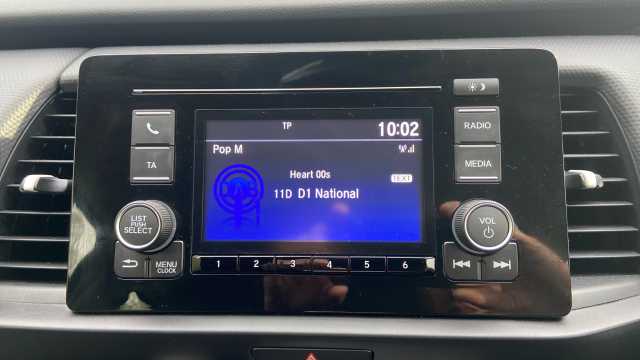 TP
10:02
Pop M
Heart 00s
TEXT
DAB
11D D1 National
TA
LIST
PUSH
SELECT
MENU
CLOCK
RADIO
MEDIA
VOL
1 2 3 4 5 6